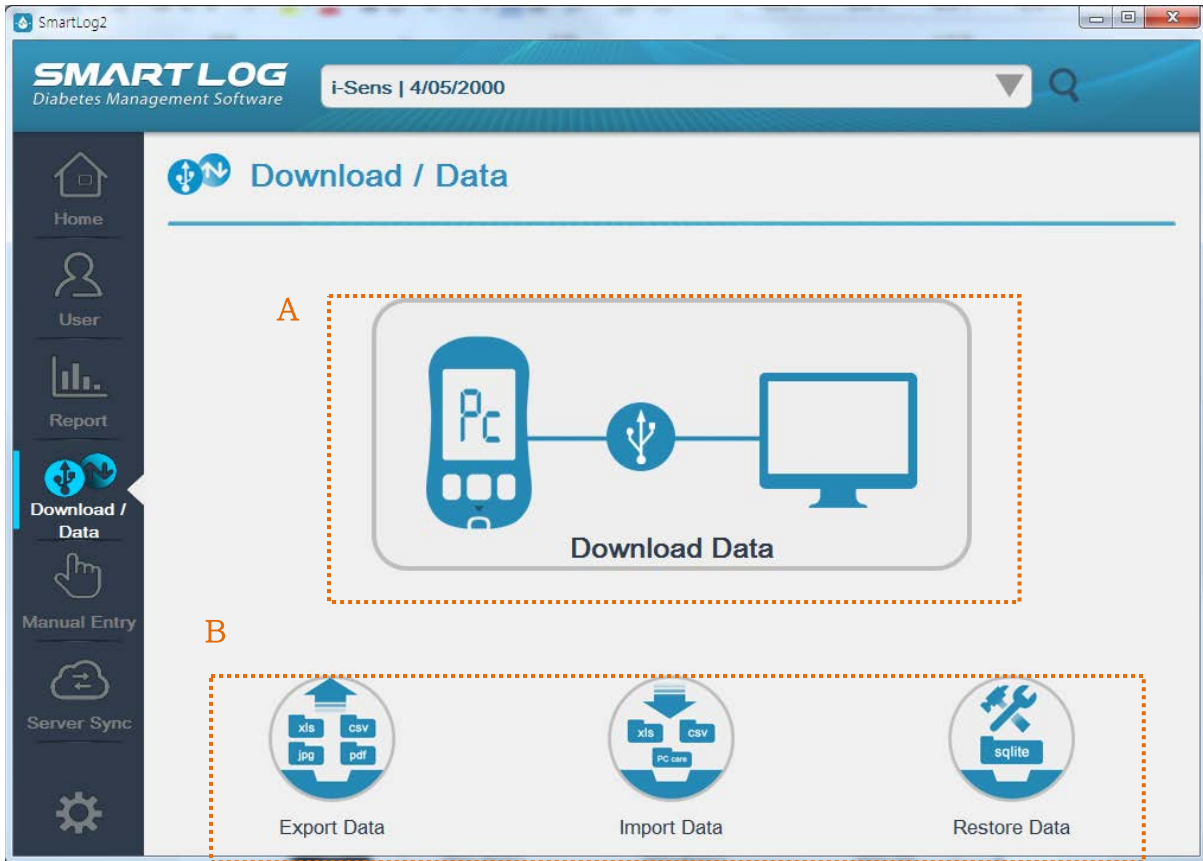 SmartLog2
SMART LOG
Diabetes Management Software
i-Sens | 4/05/2000
Home
User
Report
Download /
Data
Manual Entry
Server Sync
Download / Data
A
Pc
Download Data
B
xls csv
jpg pdf
Export Data
xls csv
PC care
Import Data
sqlite
Restore Data